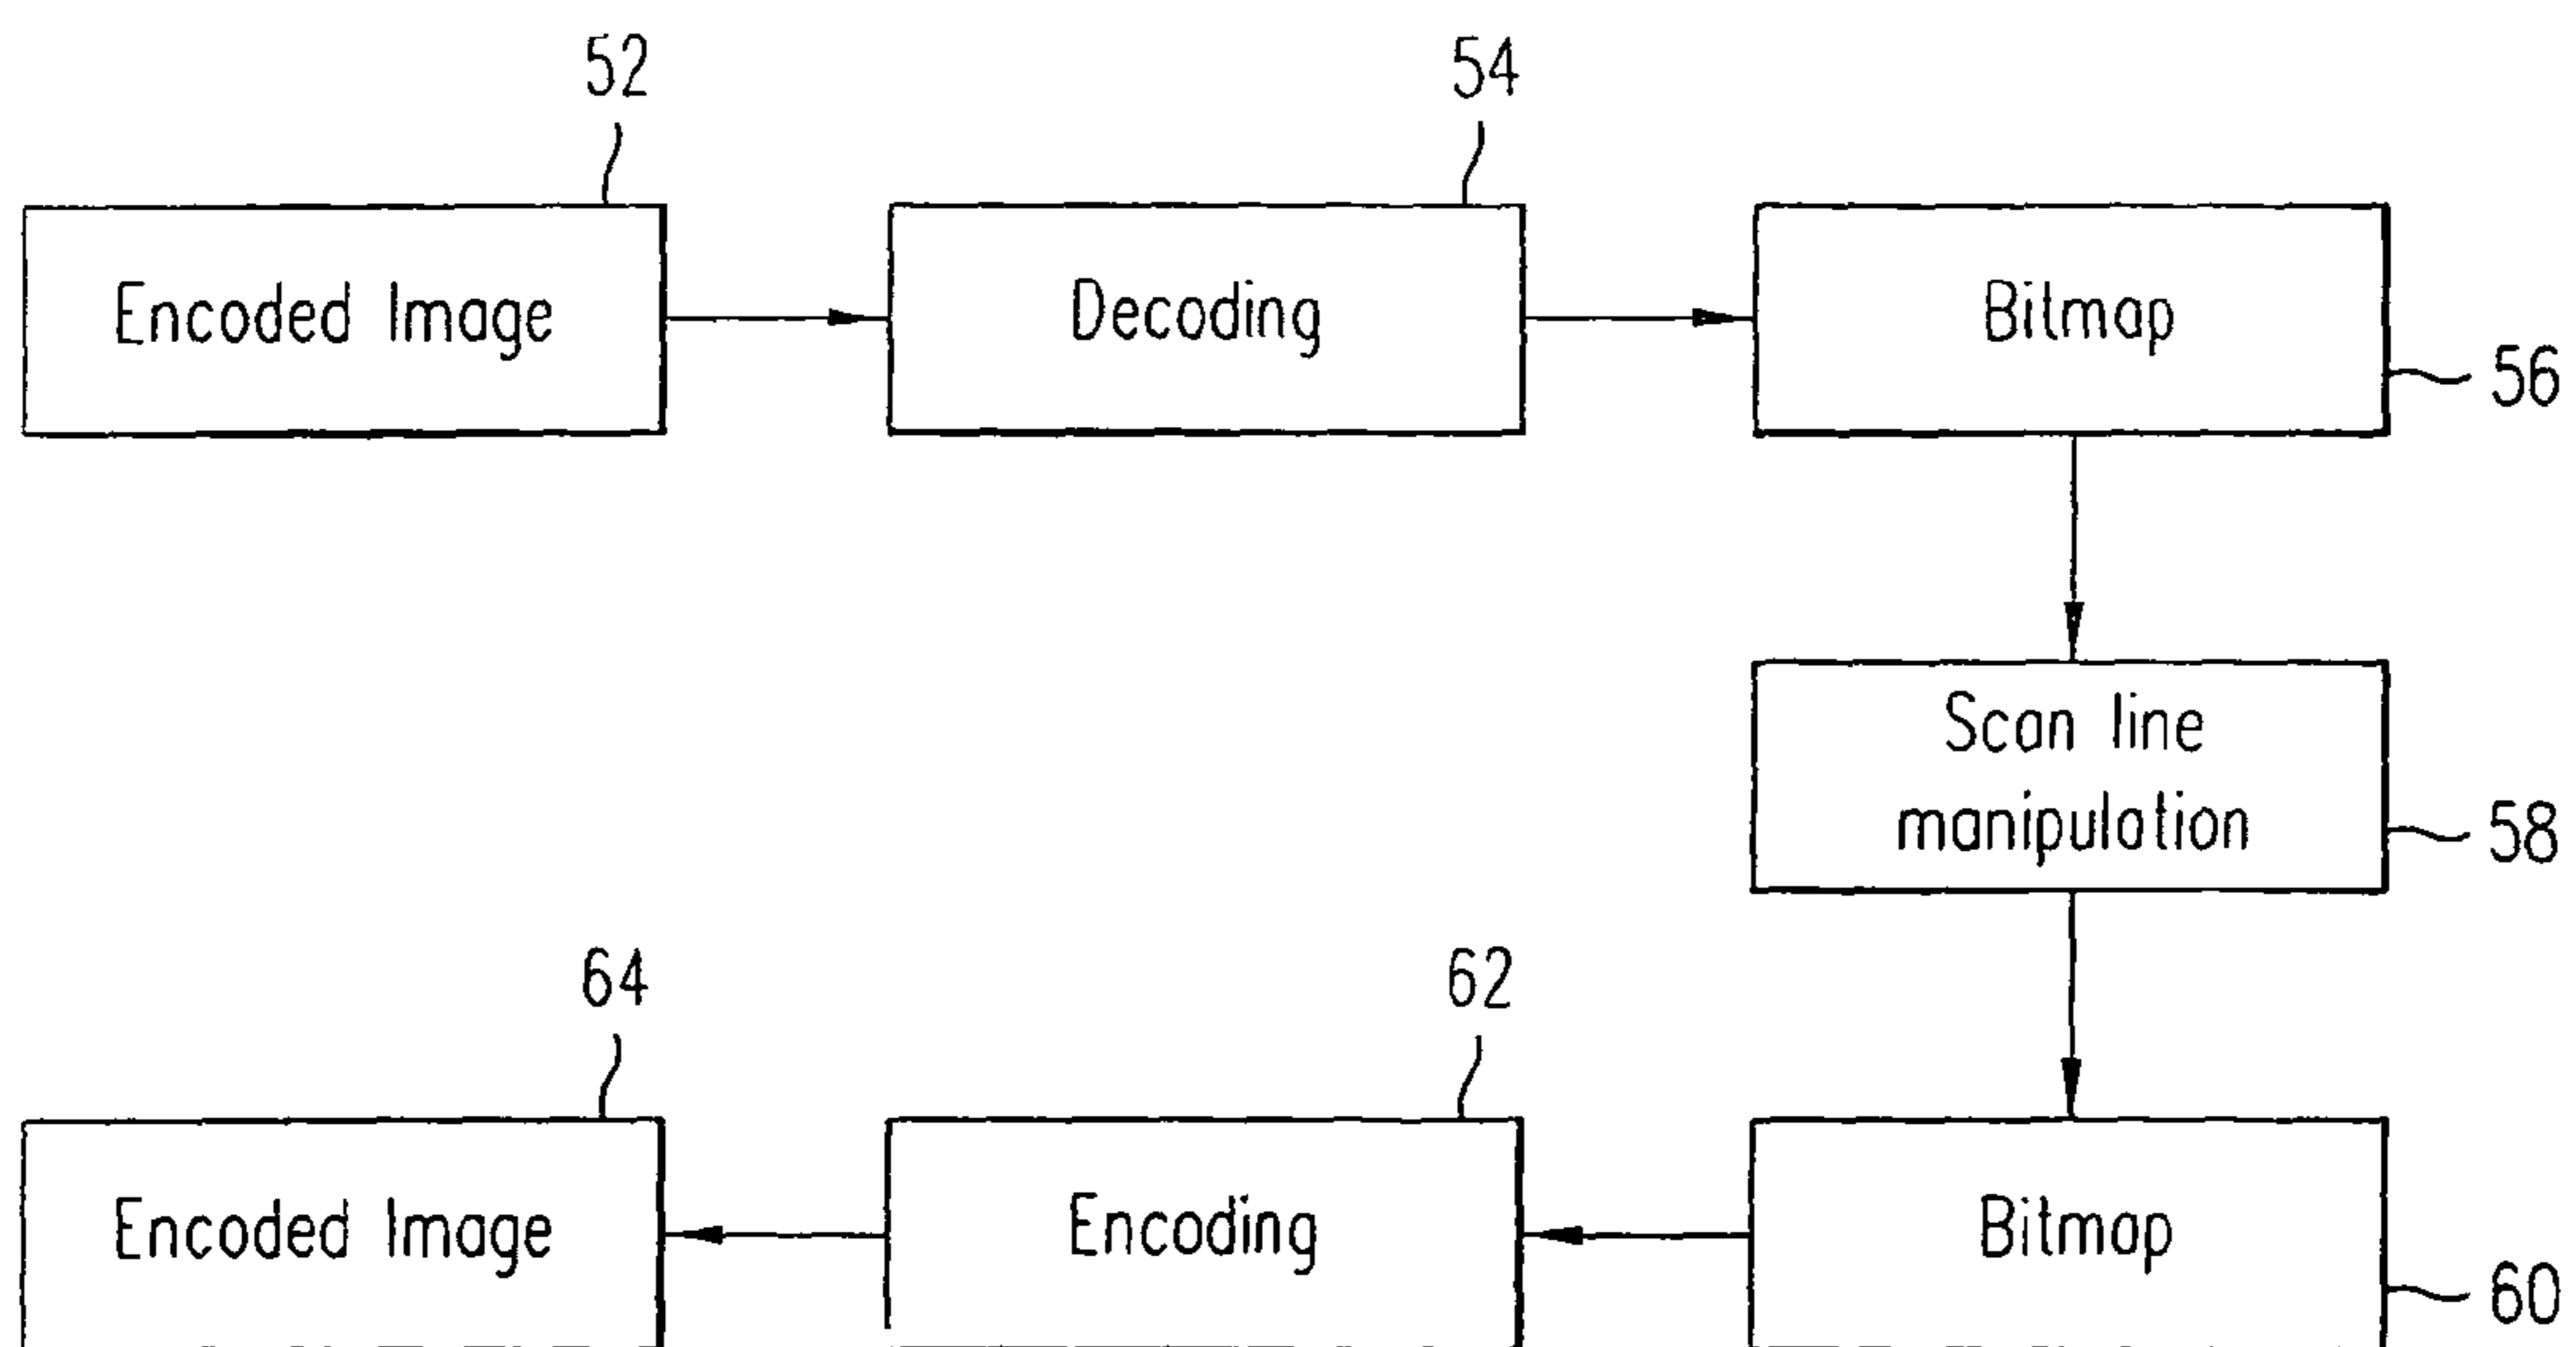 52
54
Encoded Image
Decoding
Bitmap
56
Scan line
manipulation
58
64
62
Encoded Image
Encoding
Bitmap
60